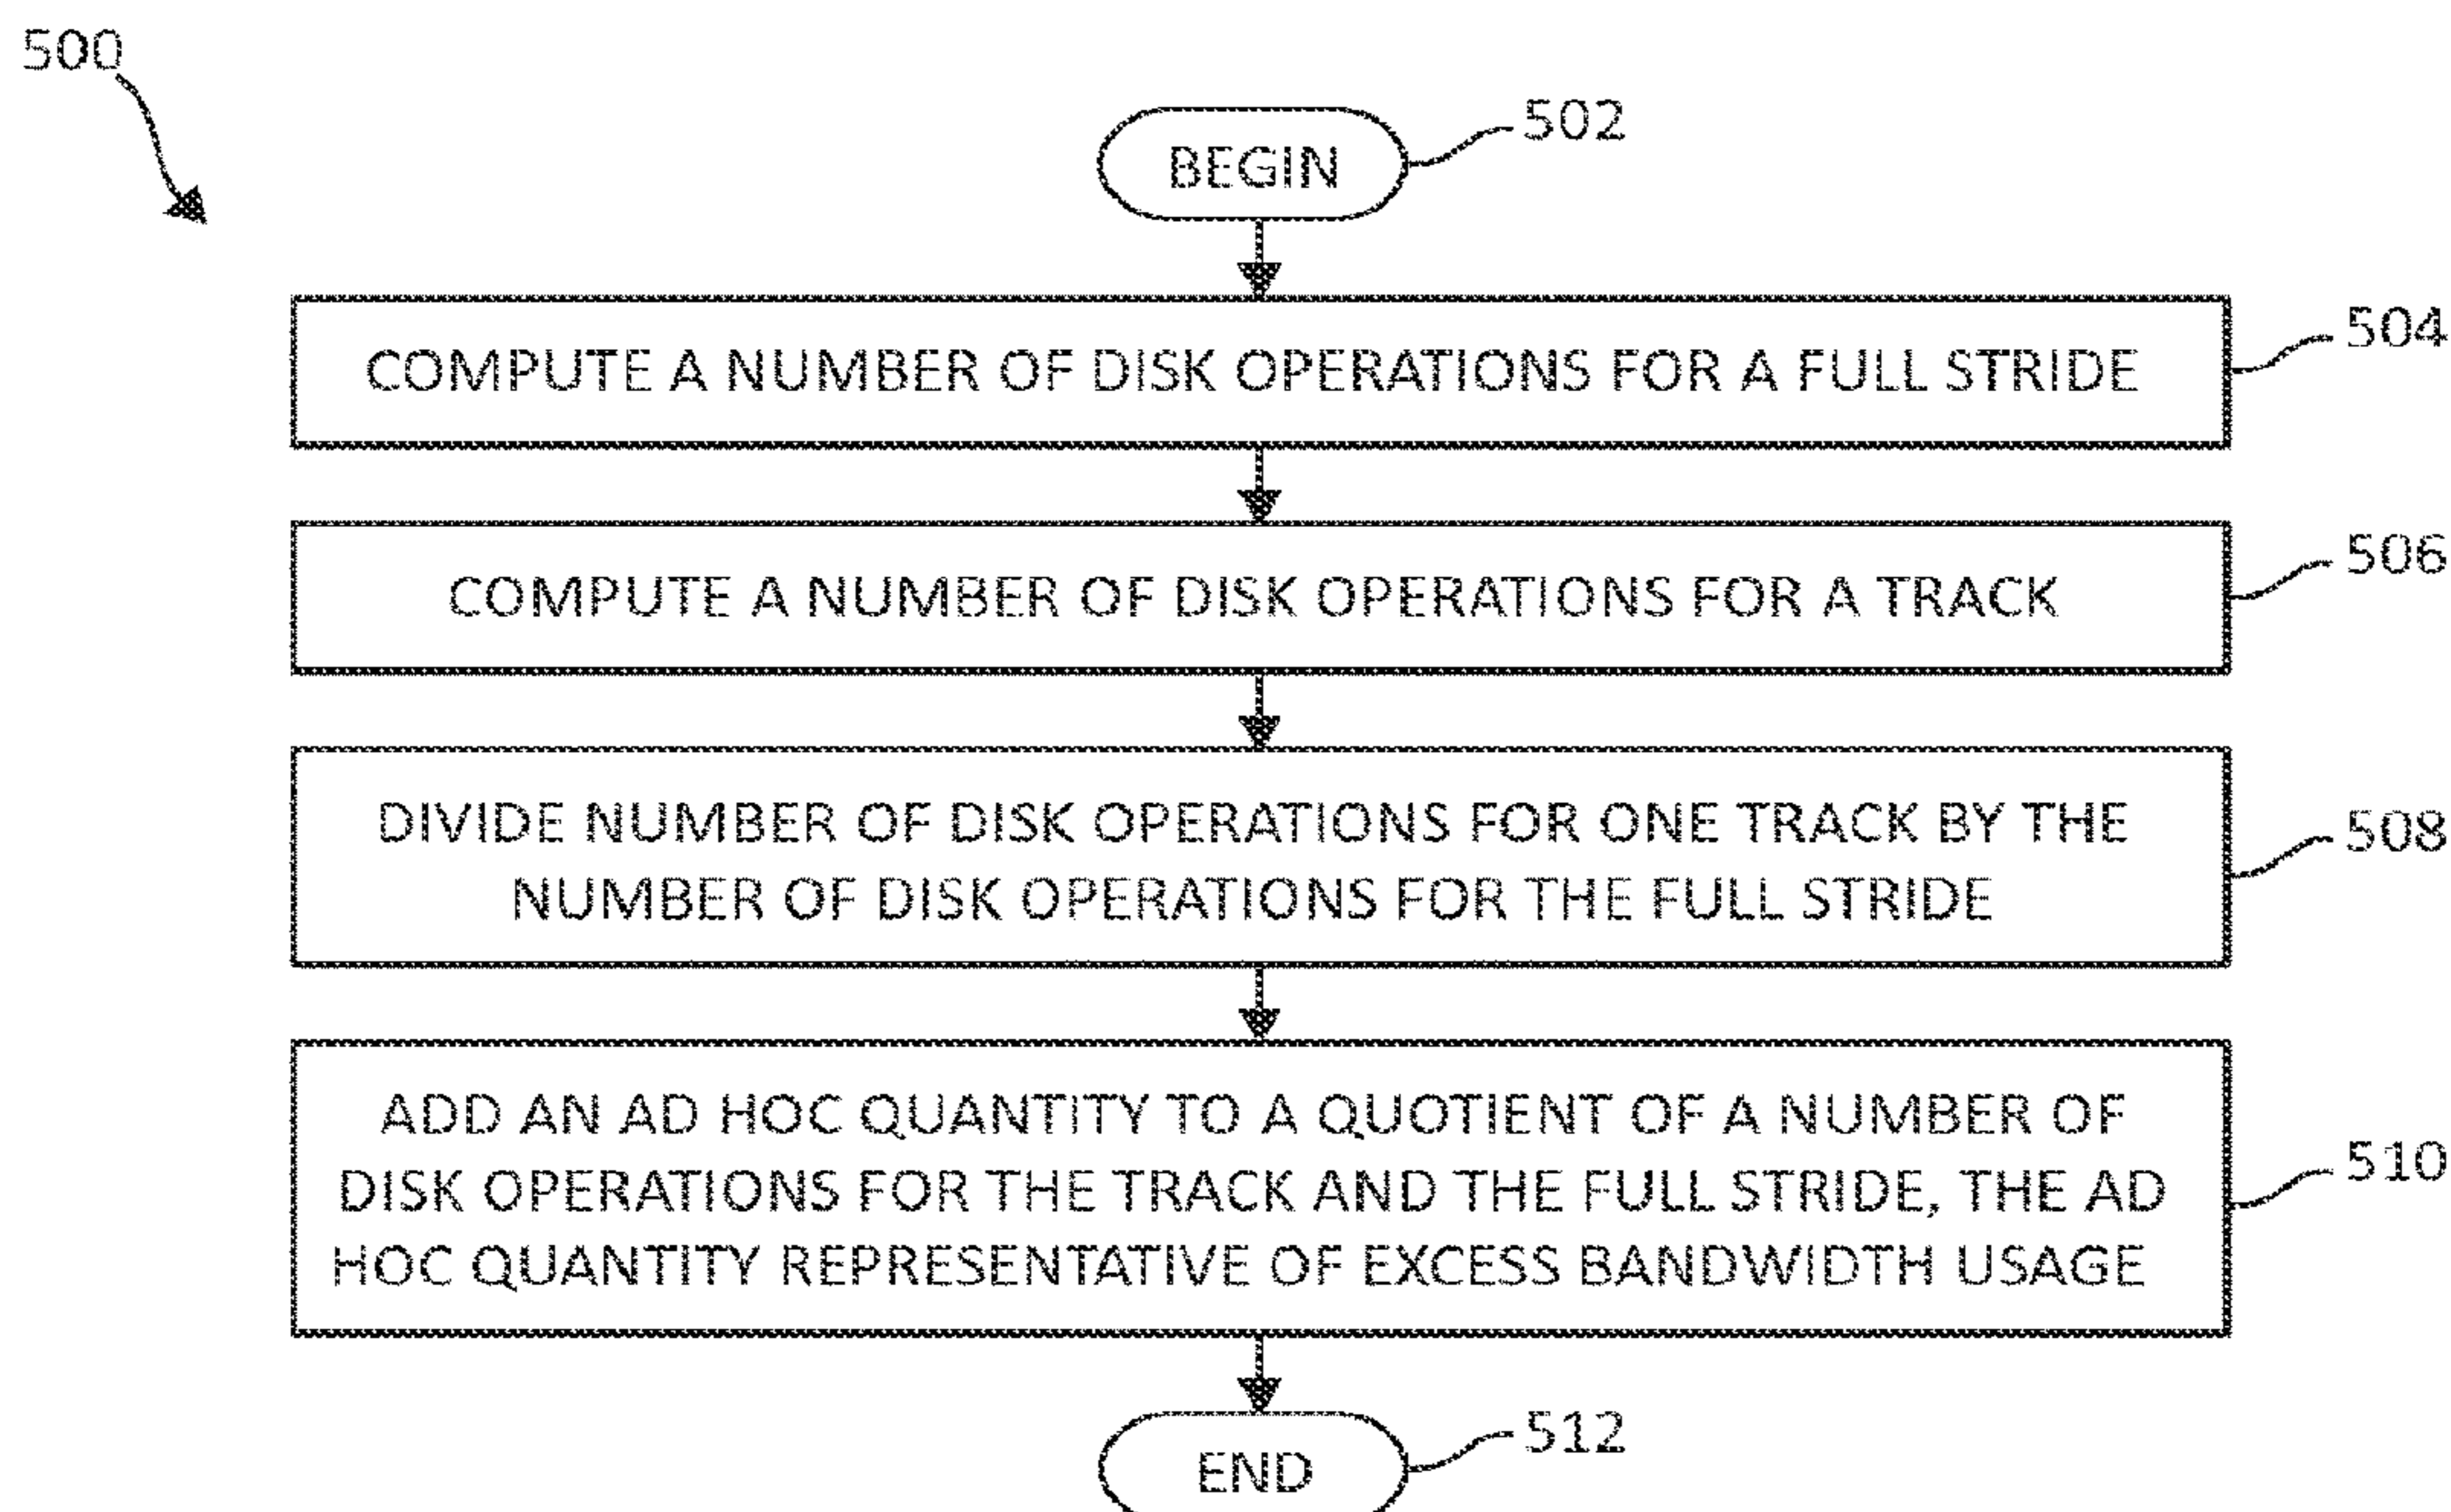 500
BEGIN
502
COMPUTE A NUMBER OF DISK OPERATIONS FOR A FULL STRIDE
504
COMPUTE A NUMBER OF DISK OPERATIONS FOR A TRACK
506
DIVIDE NUMBER OF DISK OPERATIONS FOR ONE TRACK BY THE
NUMBER OF DISK OPERATIONS FOR THE FULL STRIDE
508
ADD AN AD HOC QUANTITY TO A QUOTIENT OF A NUMBER OF
DISK OPERATIONS FOR THE TRACK AND THE FULL STRIDE, THE AD
HOC QUANTITY REPRESENTATIVE OF EXCESS BANDWIDTH USAGE
510
END
512